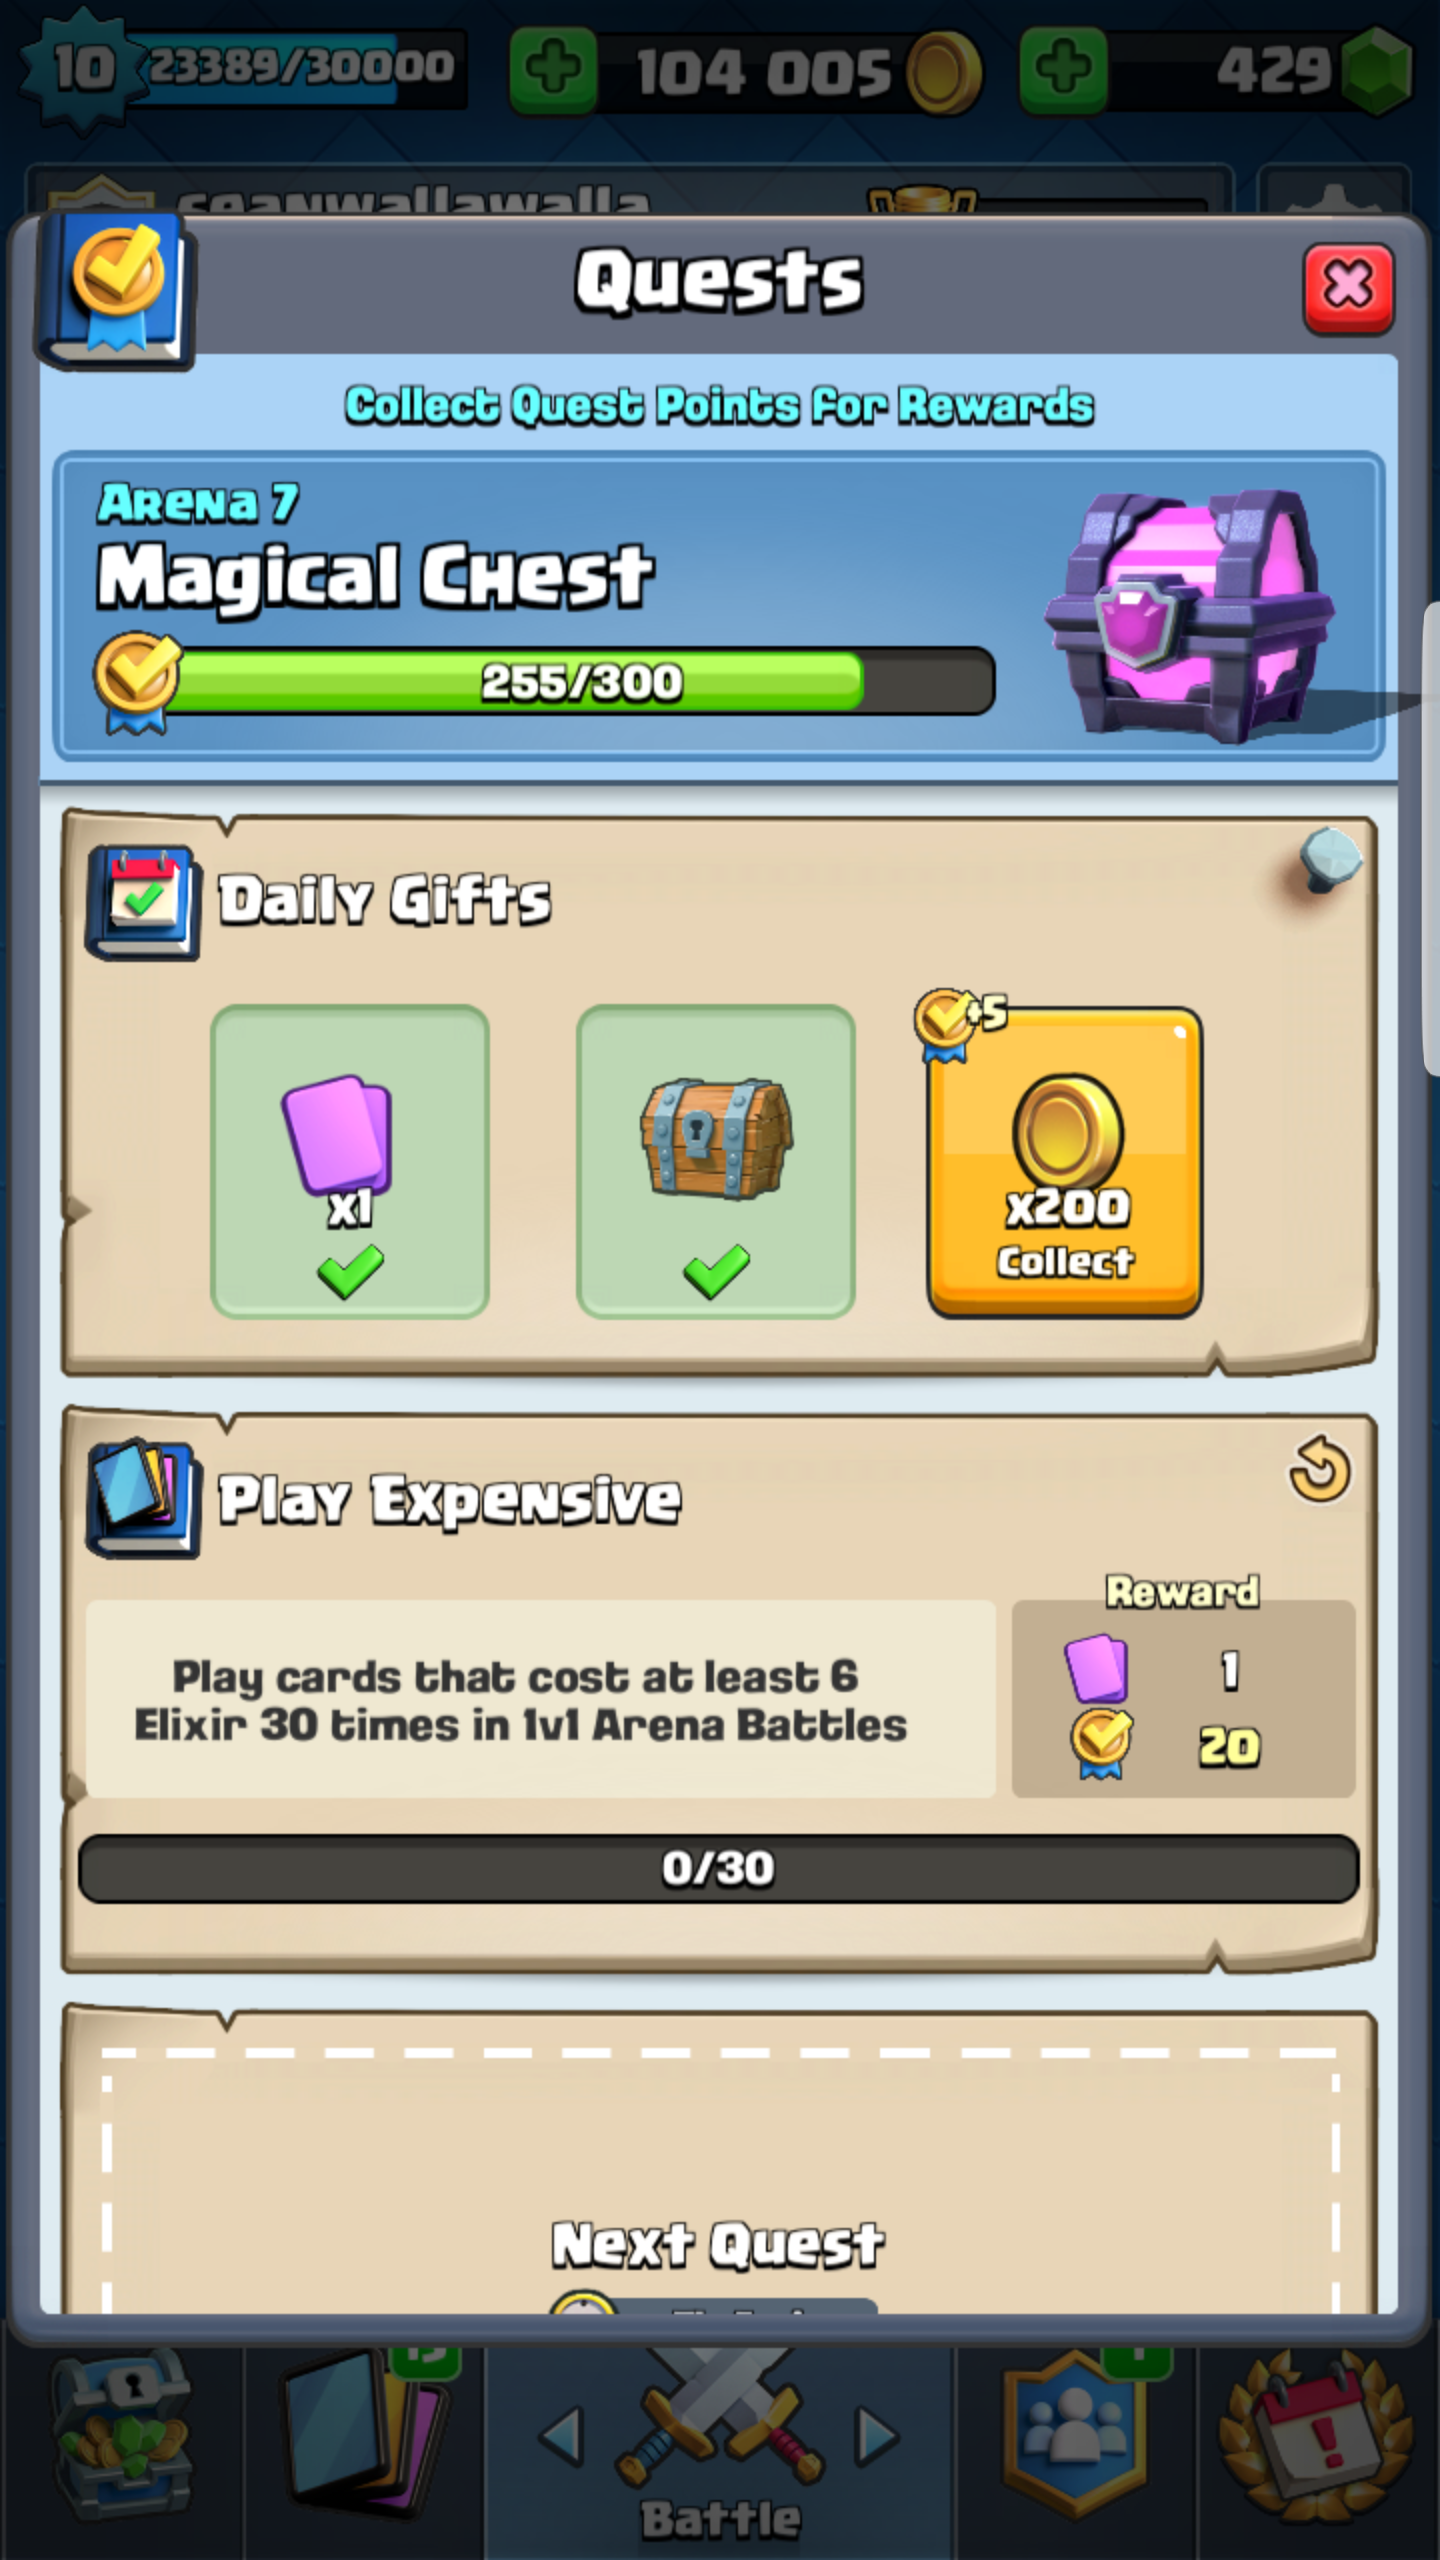 10
23389/30000
104 005
429
seanwallawalla
Quests
Collect Quest Points for Rewards
Arena 7
Magical Chest
255/300
Daily Gifts
x1
+5
x200
Collect
Play Expensive
Reward
Play cards that cost at least 6
Elixir 30 times in 1v1 Arena Battles
1
20
0/30
Next Quest
Battle